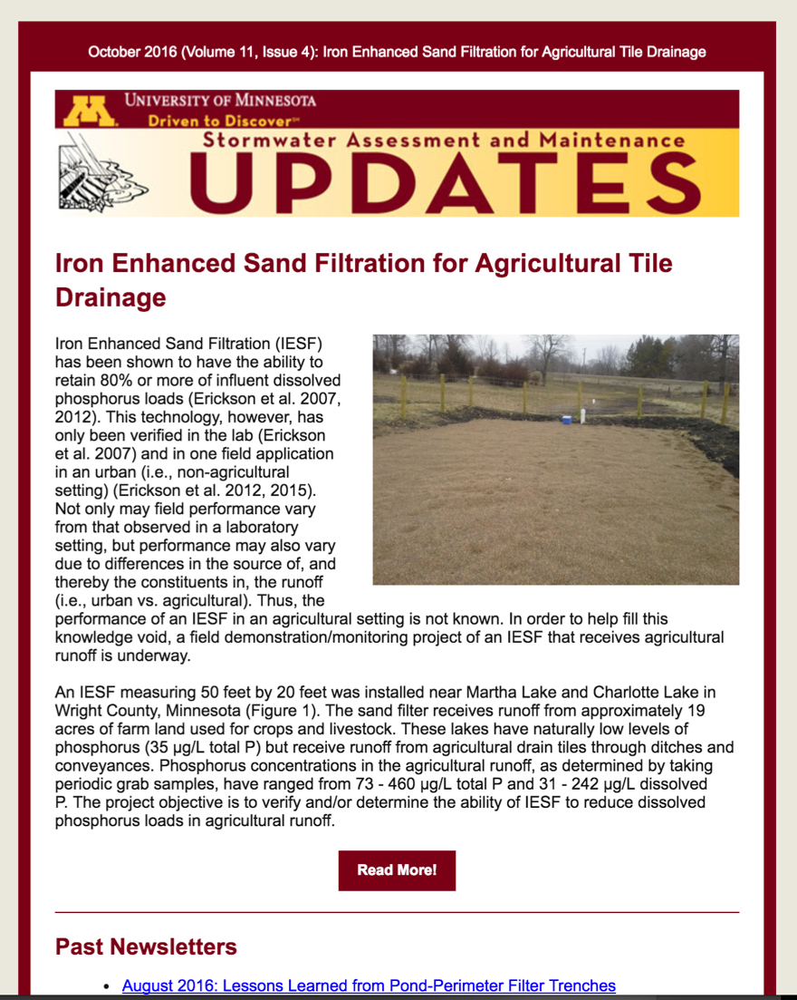 October 2016 (Volume 11, Issue 4): Iron Enhanced Sand Filtration for Agricultural Tile Drainage
M
UNIVERSITY OF MINNESOTA
Driven to Discover℠
Stormwater Assessment and Maintenance
UPDATES
Iron Enhanced Sand Filtration for Agricultural Tile
Drainage
Iron Enhanced Sand Filtration (IESF)
has been shown to have the ability to
retain 80% or more of influent dissolved
phosphorus loads (Erickson et al. 2007,
2012). This technology, however, has
only been verified in the lab (Erickson
et al. 2007) and in one field application
in an urban (i.e., non-agricultural
setting) (Erickson et al. 2012, 2015).
Not only may field performance vary
from that observed in a laboratory
setting, but performance may also vary
due to differences in the source of, and
thereby the constituents in, the runoff
(i.e., urban vs. agricultural). Thus, the
performance of an IESF in an agricultural setting is not known. In order to help fill this
knowledge void, a field demonstration/monitoring project of an IESF that receives agricultural
runoff is underway.
An IESF measuring 50 feet by 20 feet was installed near Martha Lake and Charlotte Lake in
Wright County, Minnesota (Figure 1). The sand filter receives runoff from approximately 19
acres of farm land used for crops and livestock. These lakes have naturally low levels of
phosphorus (35 µg/L total P) but receive runoff from agricultural drain tiles through ditches and
conveyances. Phosphorus concentrations in the agricultural runoff, as determined by taking
periodic grab samples, have ranged from 73 - 460 µg/L total P and 31 - 242 µg/L dissolved
P. The project objective is to verify and/or determine the ability of IESF to reduce dissolved
phosphorus loads in agricultural runoff.
Read More!
Past Newsletters
• August 2016: Lessons Learned from Pond-Perimeter Filter Trenches